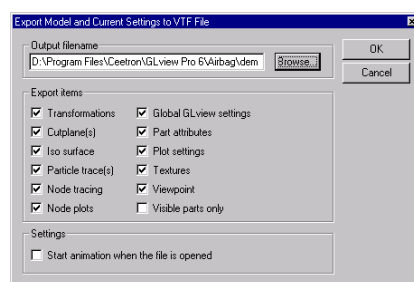 Export Model and Current Settings to VTF File
Output filename
D:\Program Files\Ceetron\GLview Pro 6\Airbag\dem
Browse...
OK
Cancel
Export items
Transformations
Global GLview settings
Cutplane(s)
Part attributes
Iso surface
Plot settings
Particle trace(s)
Textures
Node tracing
Viewpoint
Node plots
Visible parts only
Settings
Start animation when the file is opened